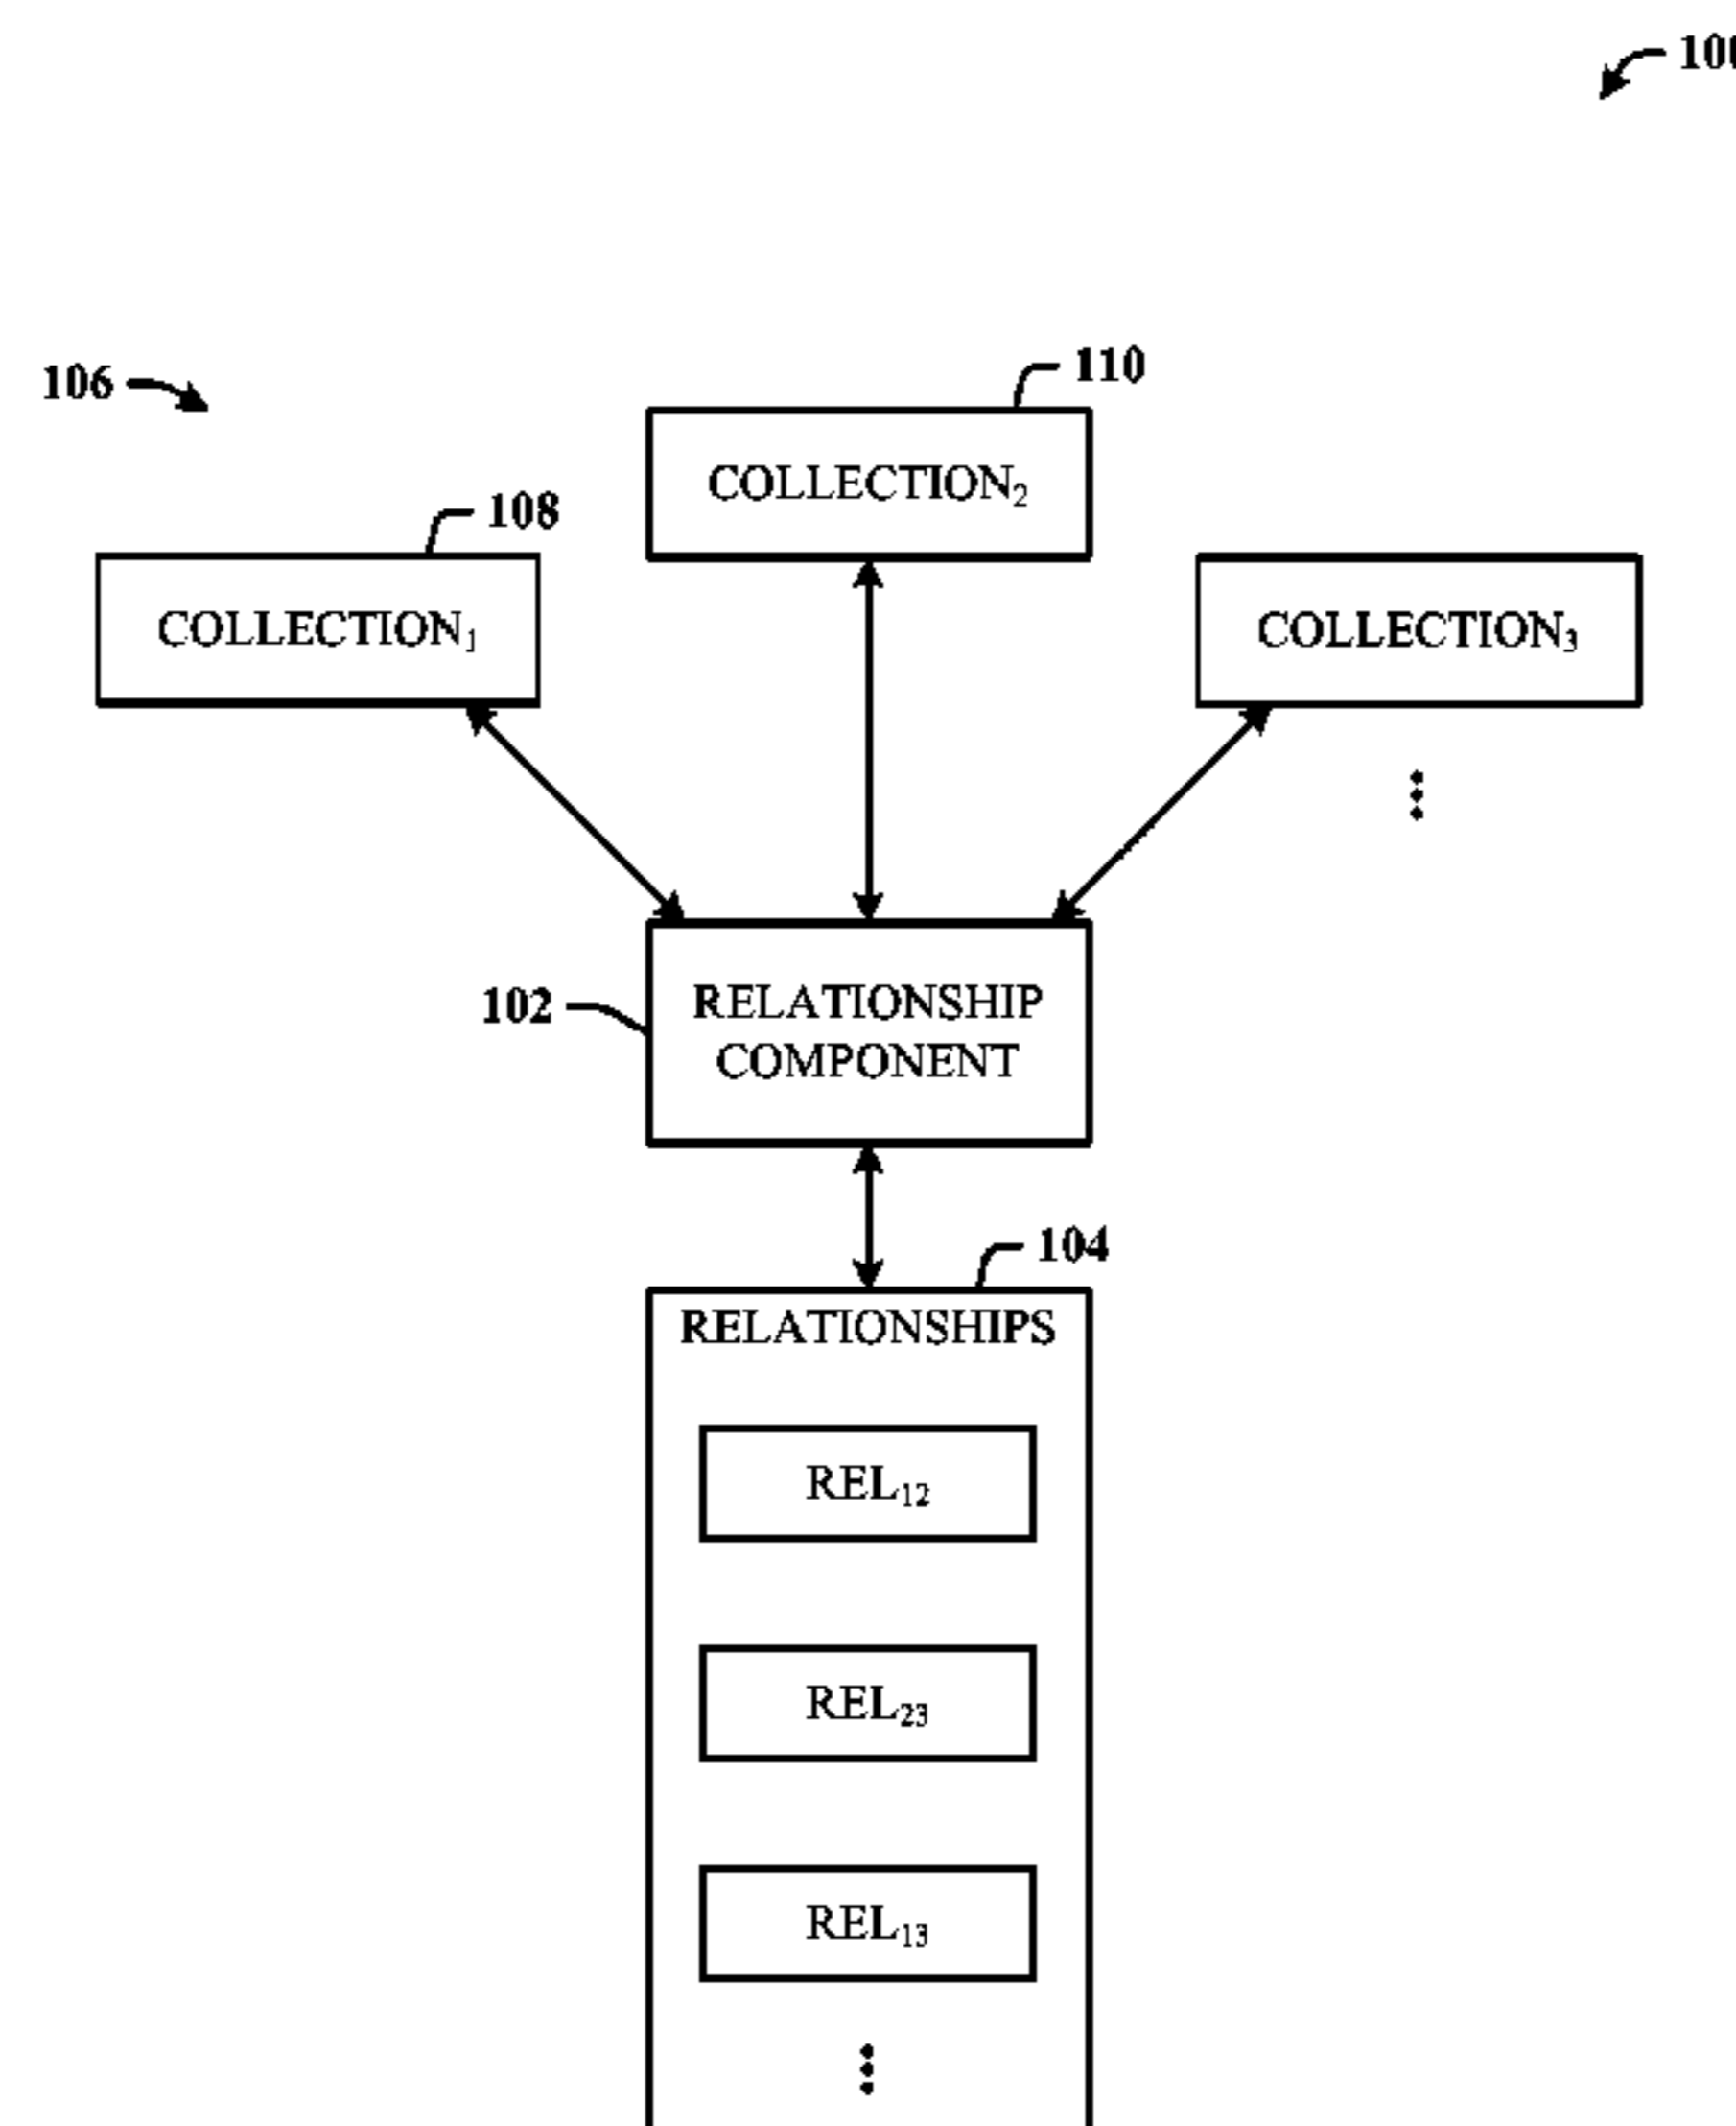 100
110
106
COLLECTION₂
108
COLLECTION₁
COLLECTION₃
102
RELATIONSHIP
COMPONENT
104
RELATIONSHIPS
REL₁₂
REL₂₃
REL₁₃